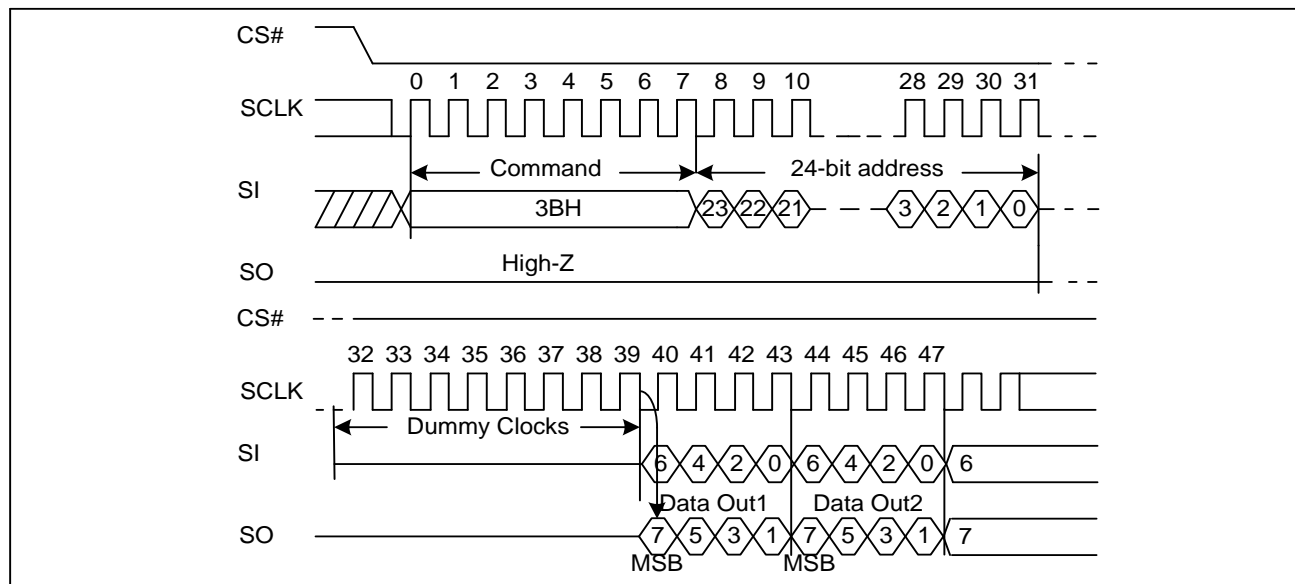 CS#
0 1 2 3 4 5 6 7 8 9 10 28 29 30 31
SCLK
Command 24-bit address
SI
3BH 23 22 21 3 2 1 0
High-Z
SO
CS#
32 33 34 35 36 37 38 39 40 41 42 43 44 45 46 47
SCLK
Dummy Clocks
SI
6 4 2 0 6 4 2 0 6
Data Out1 Data Out2
SO
7 5 3 1 7 5 3 1 7
MSB MSB